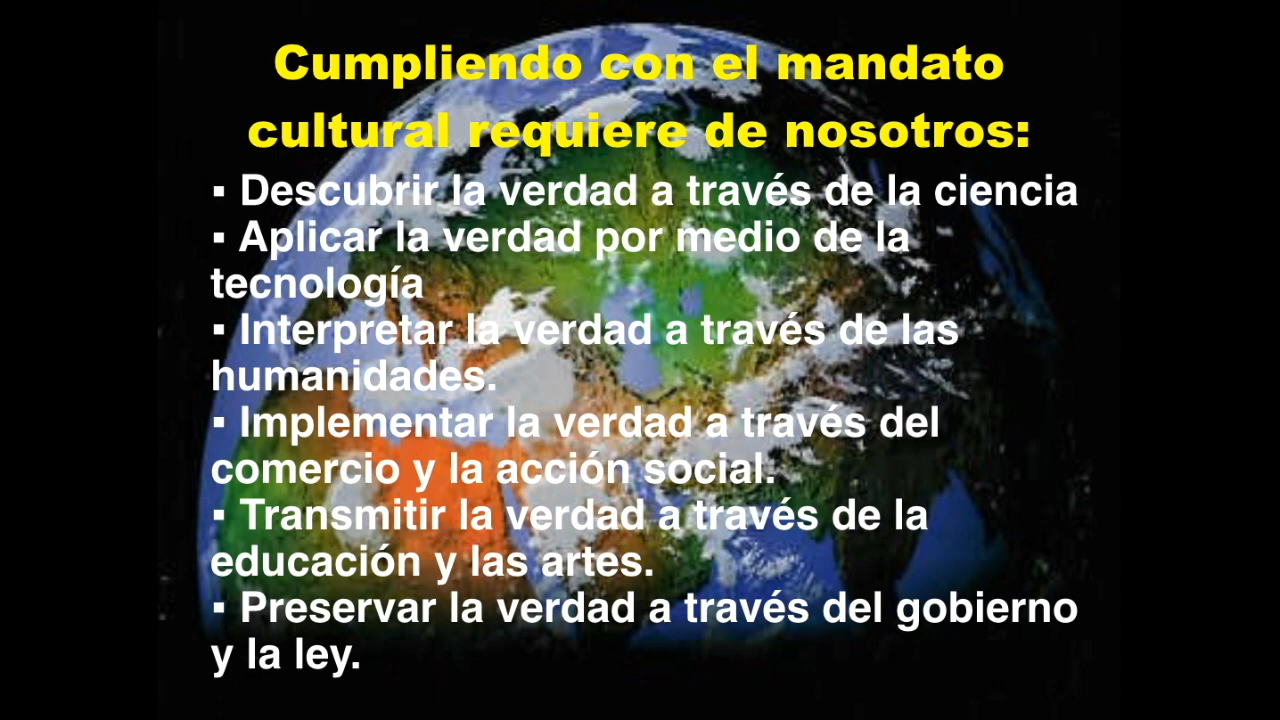 Cumpliendo con el mandato
cultural requiere de nosotros:
▪ Descubrir la verdad a través de la ciencia
▪ Aplicar la verdad por medio de la
tecnología
▪ Interpretar la verdad a través de las
humanidades.
▪ Implementar la verdad a través del
comercio y la acción social.
▪ Transmitir la verdad a través de la
educación y las artes.
▪ Preservar la verdad a través del gobierno
y la ley.